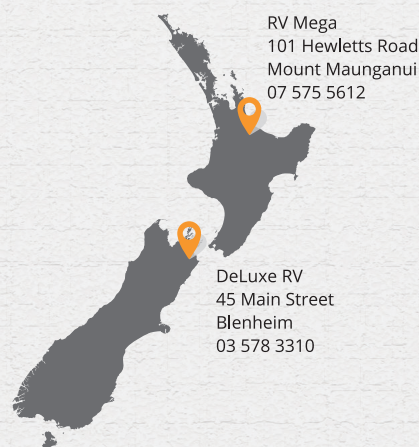 RV Mega
101 Hewletts Road
Mount Maunganui
07 575 5612
DeLuxe RV
45 Main Street
Blenheim
03 578 3310